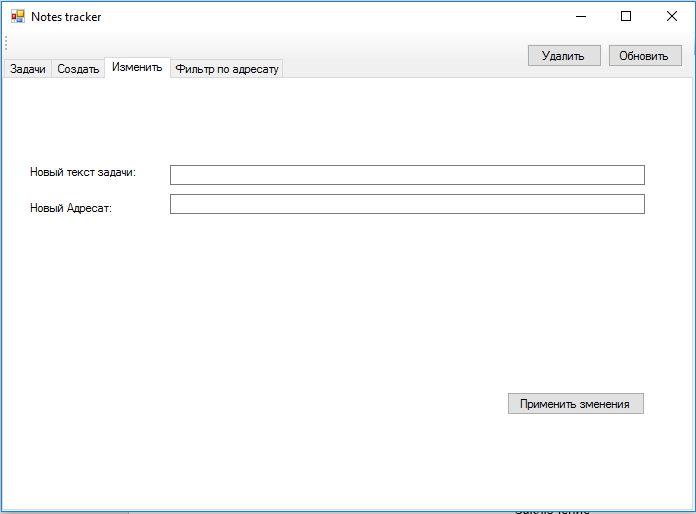 Notes tracker
Удалить
Обновить
Задачи
Создать
Изменить
Фильтр по адресату
Новый текст задачи:
Новый Адресат:
Применить зменения